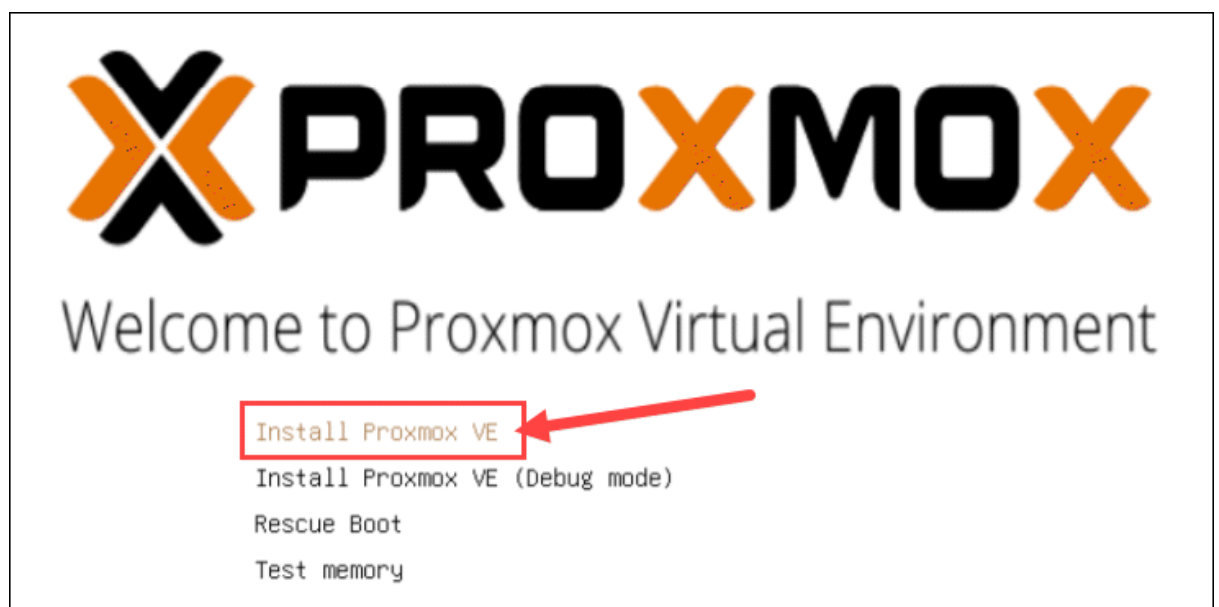 PROXMOX
Welcome to Proxmox Virtual Environment
Install Proxmox VE
Install Proxmox VE (Debug mode)
Rescue Boot
Test memory